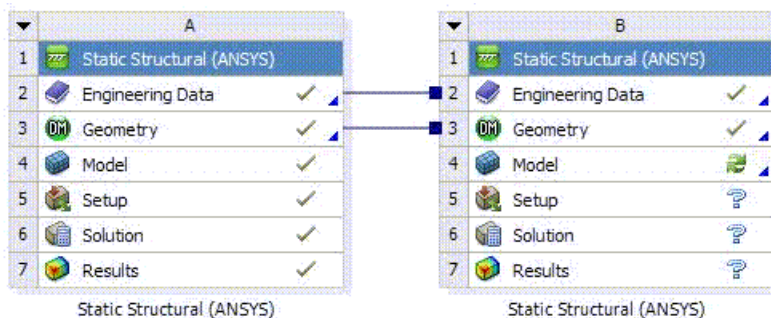 A
1 Static Structural (ANSYS)
2 Engineering Data
3 DM Geometry
4 Model
5 Setup
6 Solution
7 Results
Static Structural (ANSYS)
B
1 Static Structural (ANSYS)
2 Engineering Data
3 DM Geometry
4 Model
5 Setup
6 Solution
7 Results
Static Structural (ANSYS)